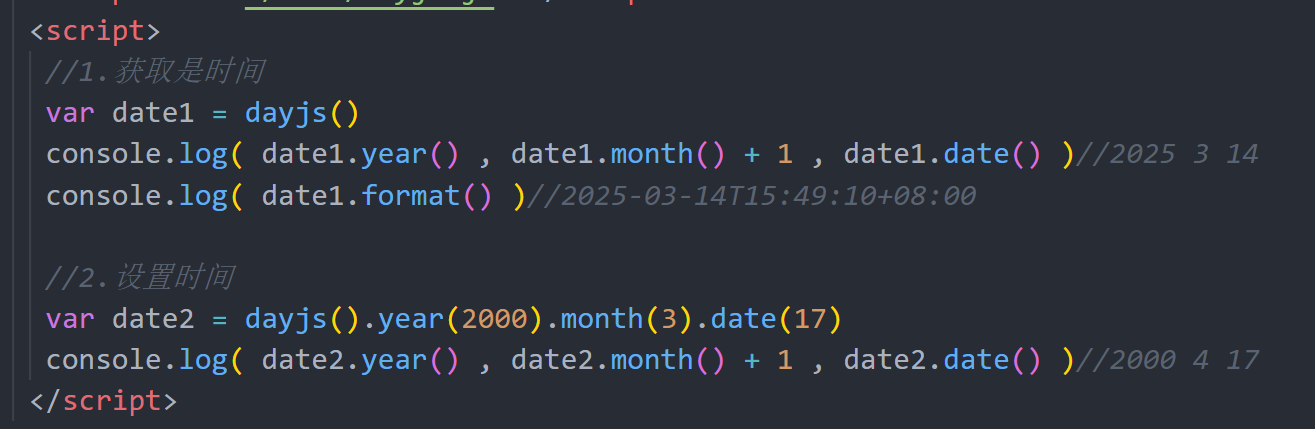 <script>
//1.获取是时间
var date1 = dayjs()
console.log( date1.year() , date1.month() + 1 , date1.date() )//2025 3 14
console.log( date1.format() )//2025-03-14T15:49:10+08:00
//2.设置时间
var date2 = dayjs().year(2000).month(3).date(17)
console.log( date2.year() , date2.month() + 1 , date2.date() )//2000 4 17
</script>